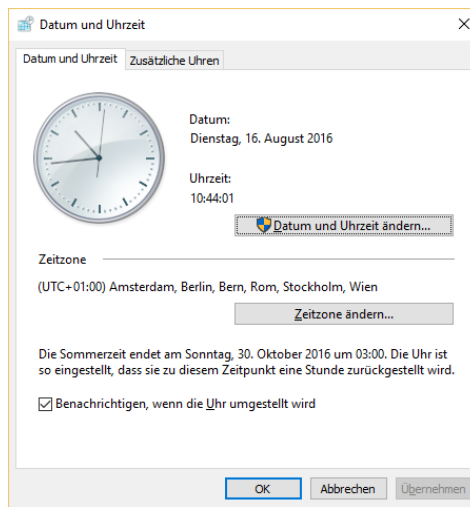 Datum und Uhrzeit
Datum und Uhrzeit Zusätzliche Uhren
Datum:
Dienstag, 16. August 2016
Uhrzeit:
10:44:01
Datum und Uhrzeit ändern...
Zeitzone
(UTC+01:00) Amsterdam, Berlin, Bern, Rom, Stockholm, Wien
Zeitzone ändern...
Die Sommerzeit endet am Sonntag, 30. Oktober 2016 um 03:00. Die Uhr ist
so eingestellt, dass sie zu diesem Zeitpunkt eine Stunde zurückgestellt wird.
Benachrichtigen, wenn die Uhr umgestellt wird
OK Abbrechen Übernehmen